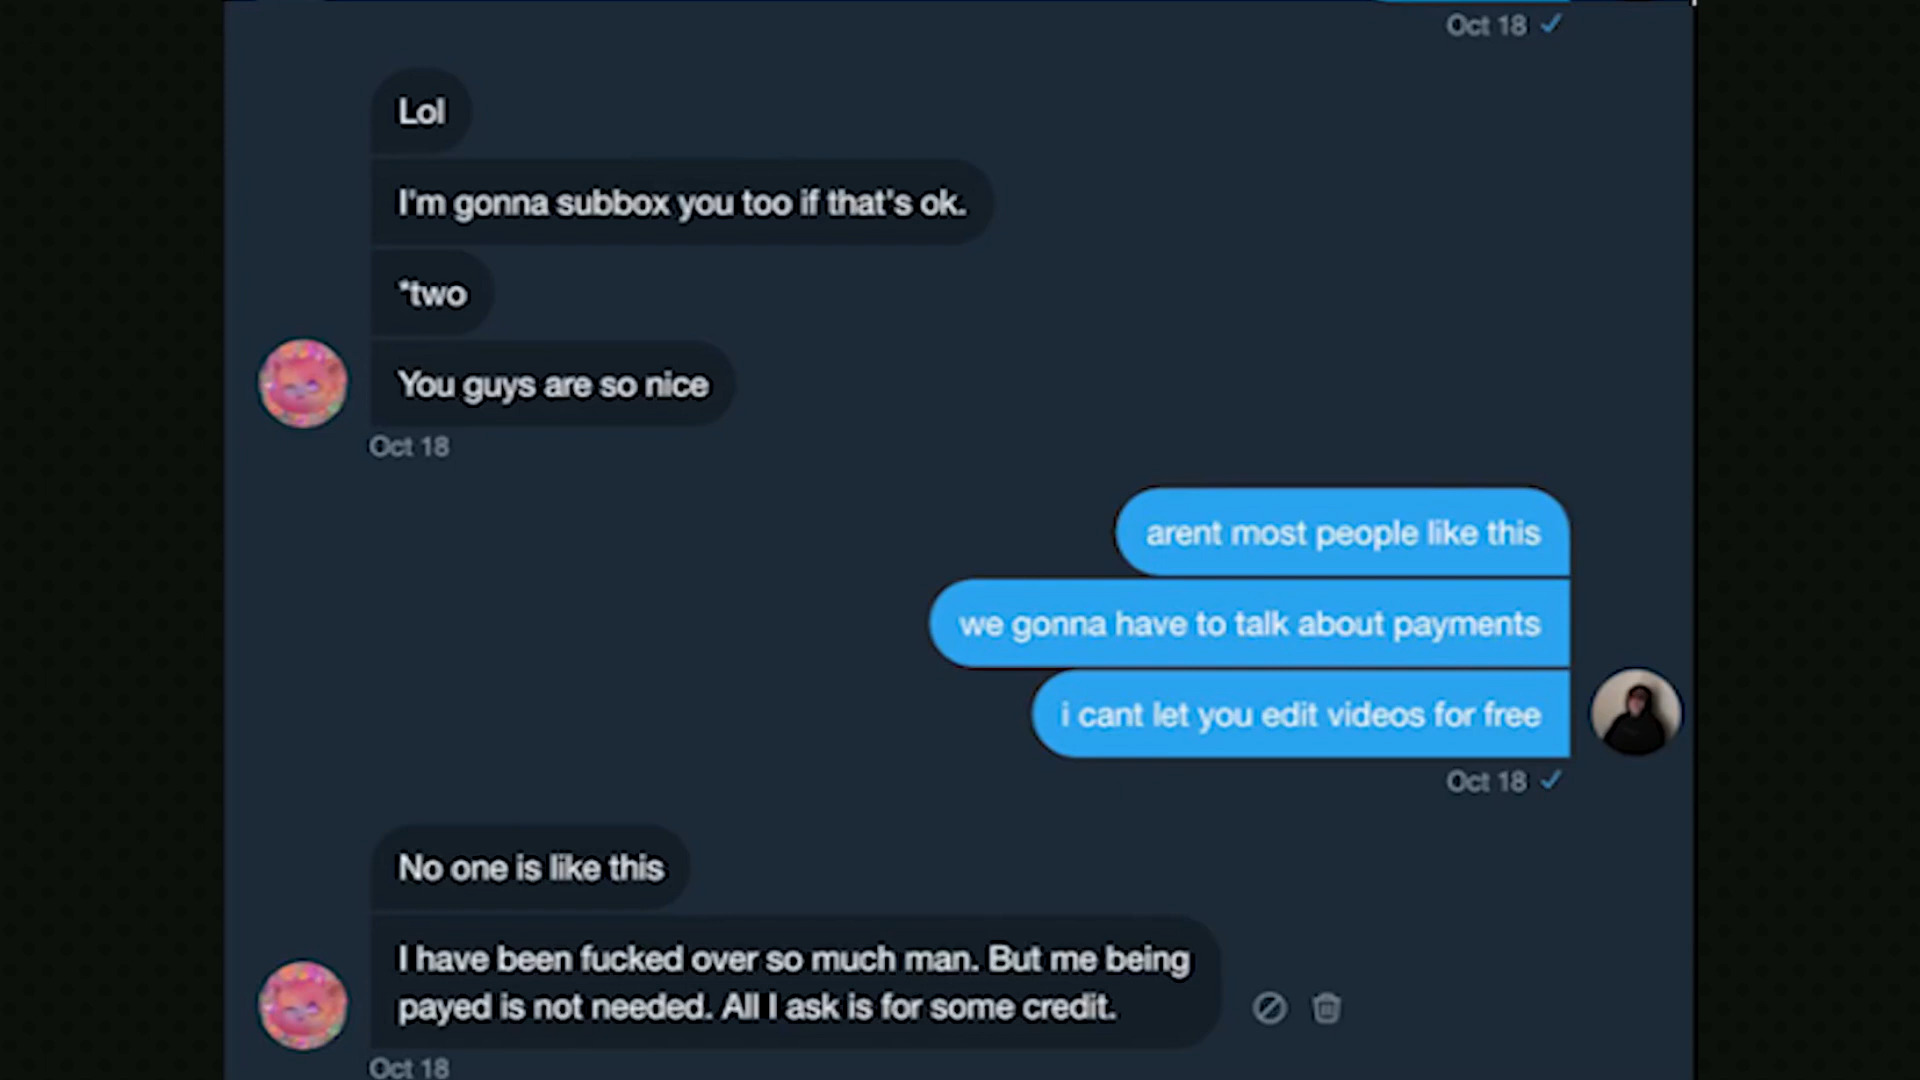 Oct 18
Lol
I'm gonna subbox you too if that's ok.
*two
You guys are so nice
Oct 18
arent most people like this
we gonna have to talk about payments
i cant let you edit videos for free
Oct 18
No one is like this
I have been fucked over so much man. But me being
payed is not needed. All I ask is for some credit.
Oct 18